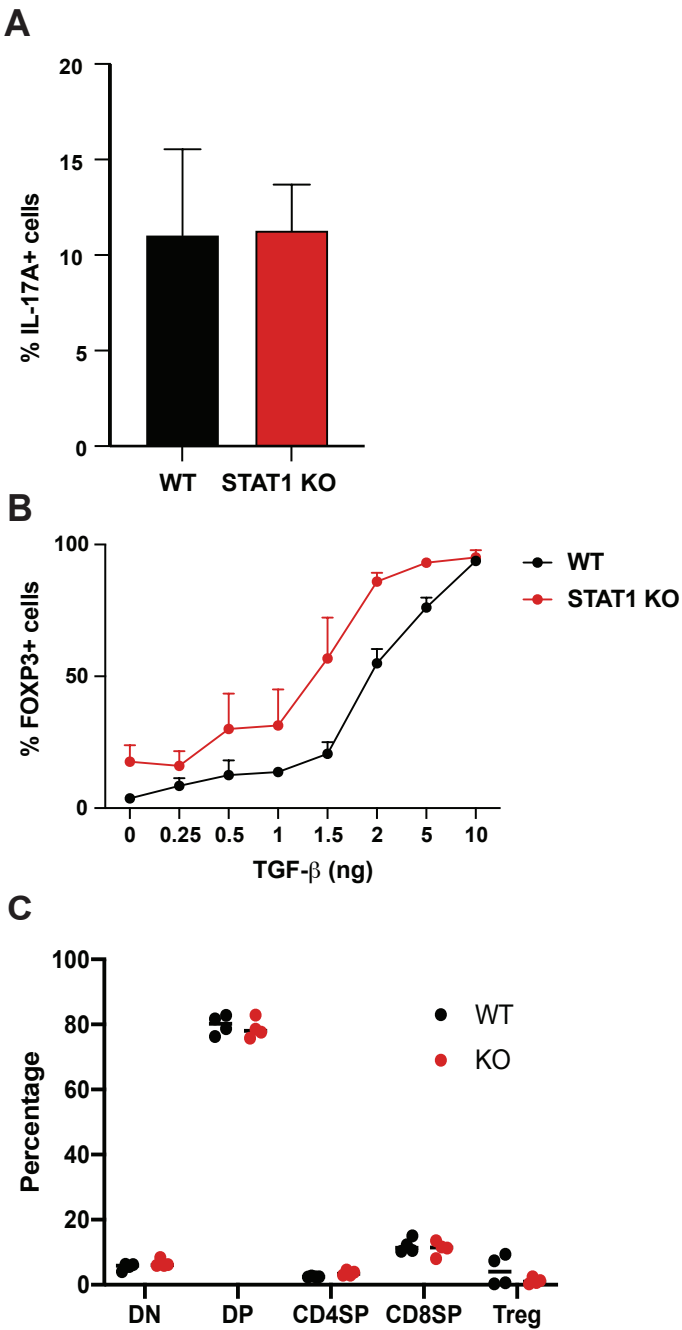 A
20
15
10
5
0
% IL-17A+ cells
WT STAT1 KO
B
100
50
0
% FOXP3+ cells
0 0.25 0.5 1 1.5 2 5 10
TGF-β (ng)
WT
STAT1 KO
C
100
80
60
40
20
0
Percentage
WT
KO
DN DP CD4SP CD8SP Treg